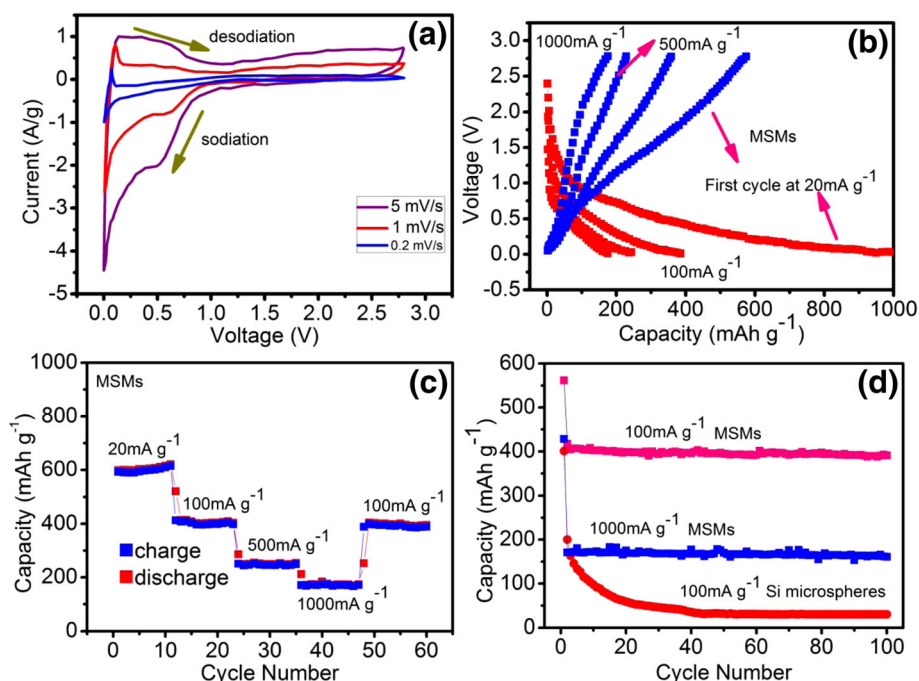 (a)
desodiation
sodiation
5 mV/s
1 mV/s
0.2 mV/s
Current (A/g)
1
0
-1
-2
-3
-4
-5
0.0 0.5 1.0 1.5 2.0 2.5 3.0
Voltage (V)
(b)
1000mA g⁻¹ 500mA g⁻¹
MSMs
First cycle at 20mA g⁻¹
100mA g⁻¹
Voltage (V)
3.0
2.5
2.0
1.5
1.0
0.5
0.0
-0.5
0 200 400 600 800 1000
Capacity (mAh g⁻¹)
(c)
MSMs
20mA g⁻¹
100mA g⁻¹
100mA g⁻¹
500mA g⁻¹
1000mA g⁻¹
charge
discharge
Capacity (mAh g⁻¹)
1000
800
600
400
200
0
0 10 20 30 40 50 60
Cycle Number
(d)
100mA g⁻¹ MSMs
1000mA g⁻¹ MSMs
100mA g⁻¹ Si microspheres
Capacity (mAh g⁻¹)
600
500
400
300
200
100
0
0 20 40 60 80 100
Cycle Number